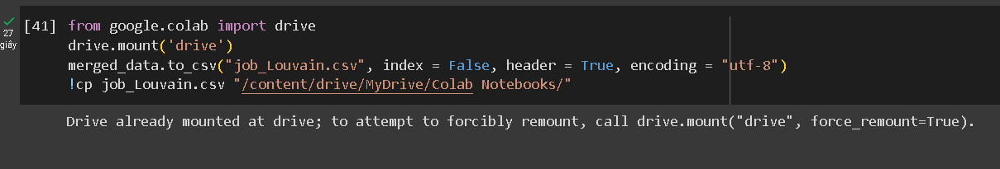 [41] from google.colab import drive
27
giây
drive.mount('drive')
merged_data.to_csv("job_Louvain.csv", index = False, header = True, encoding = "utf-8")
!cp job_Louvain.csv "/content/drive/MyDrive/Colab Notebooks/"
Drive already mounted at drive; to attempt to forcibly remount, call drive.mount("drive", force_remount=True).